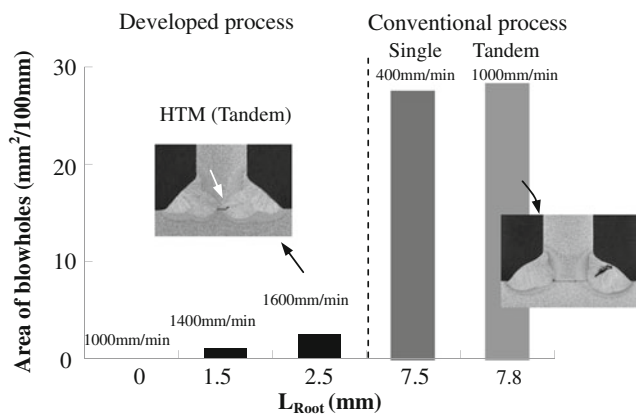 Developed process
Conventional process
Single
Tandem
400mm/min
1000mm/min
HTM (Tandem)
1600mm/min
1400mm/min
1000mm/min
Area of blowholes (mm²/100mm)
30
20
10
0
0
1.5
2.5
7.5
7.8
L_Root (mm)